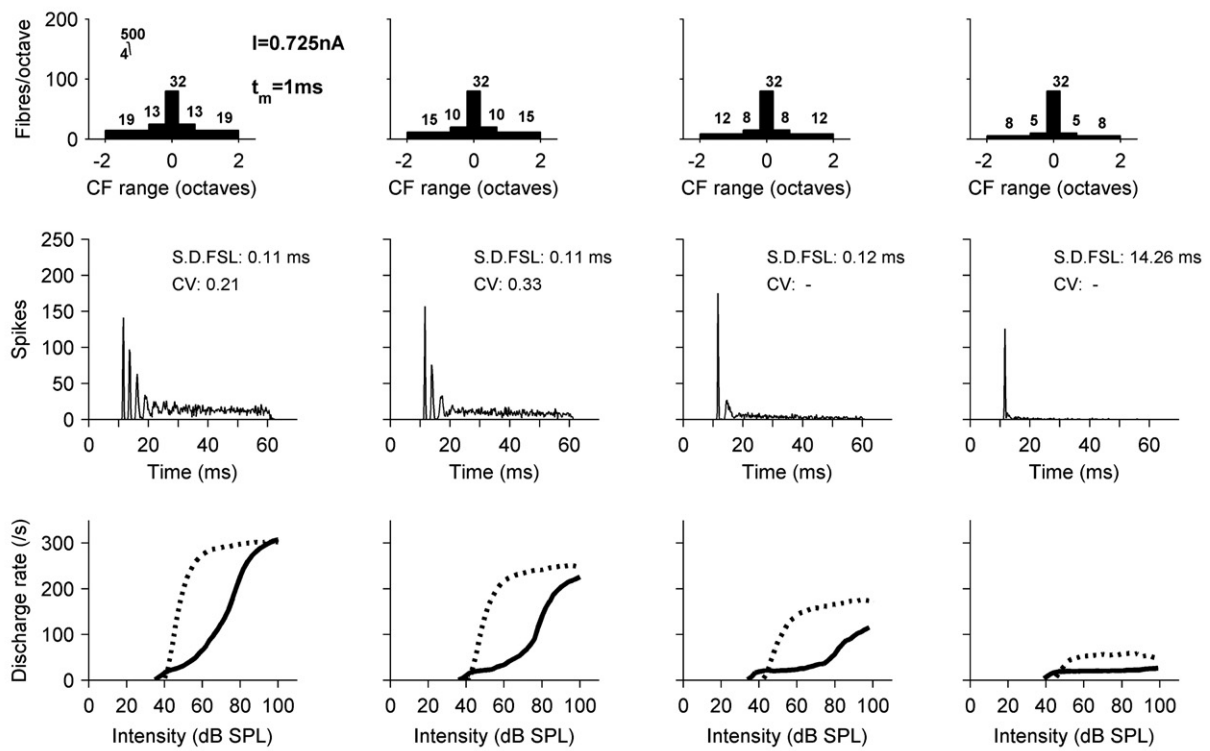 Fibres/octave
200
100
0
500
4
I=0.725nA
t_m=1ms
19 13 32 13 19
-2 0 2
CF range (octaves)
15 10 32 10 15
-2 0 2
CF range (octaves)
12 8 32 8 12
-2 0 2
CF range (octaves)
8 5 32 5 8
-2 0 2
CF range (octaves)
Spikes
250
200
150
100
50
0
S.D.FSL: 0.11 ms
CV: 0.21
0 20 40 60
Time (ms)
S.D.FSL: 0.11 ms
CV: 0.33
0 20 40 60
Time (ms)
S.D.FSL: 0.12 ms
CV: -
0 20 40 60
Time (ms)
S.D.FSL: 14.26 ms
CV: -
0 20 40 60
Time (ms)
Discharge rate (/s)
300
200
100
0
0 20 40 60 80 100
Intensity (dB SPL)
0 20 40 60 80 100
Intensity (dB SPL)
0 20 40 60 80 100
Intensity (dB SPL)
0 20 40 60 80 100
Intensity (dB SPL)